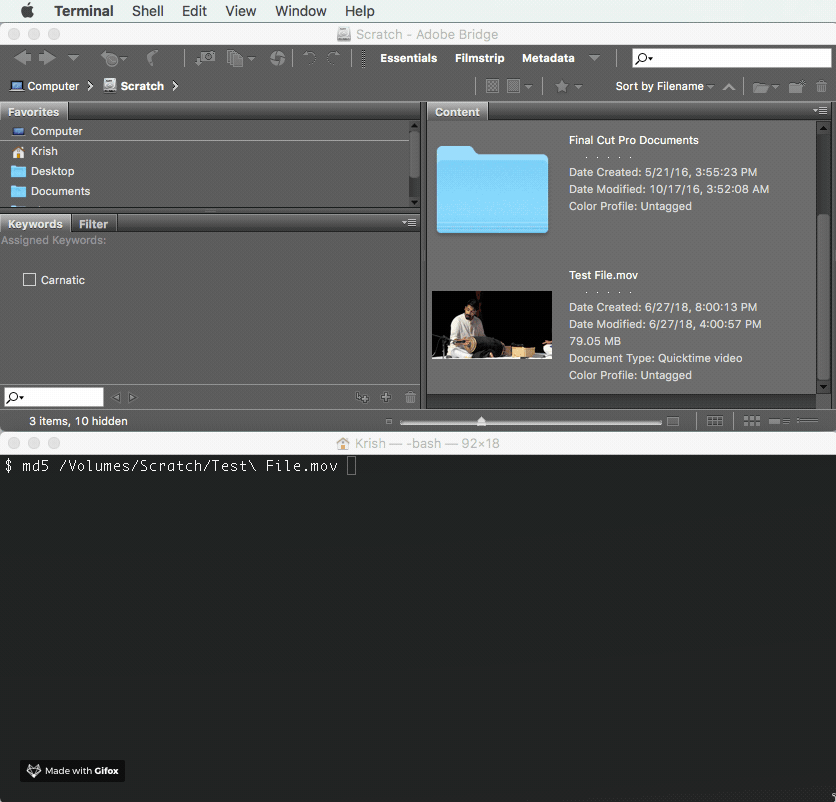 Terminal Shell Edit View Window Help
Scratch - Adobe Bridge
Essentials Filmstrip Metadata
Computer Scratch Sort by Filename
Favorites
Computer
Krish
Desktop
Documents
Keywords Filter
Assigned Keywords:
Carnatic
Content
Final Cut Pro Documents
. . . . .
Date Created: 5/21/16, 3:55:23 PM
Date Modified: 10/17/16, 3:52:08 AM
Color Profile: Untagged
Test File.mov
. . . . .
Date Created: 6/27/18, 8:00:13 PM
Date Modified: 6/27/18, 4:00:57 PM
79.05 MB
Document Type: Quicktime video
Color Profile: Untagged
3 items, 10 hidden
Krish — -bash — 92×18
$ md5 /Volumes/Scratch/Test\ File.mov
Made with Gifox